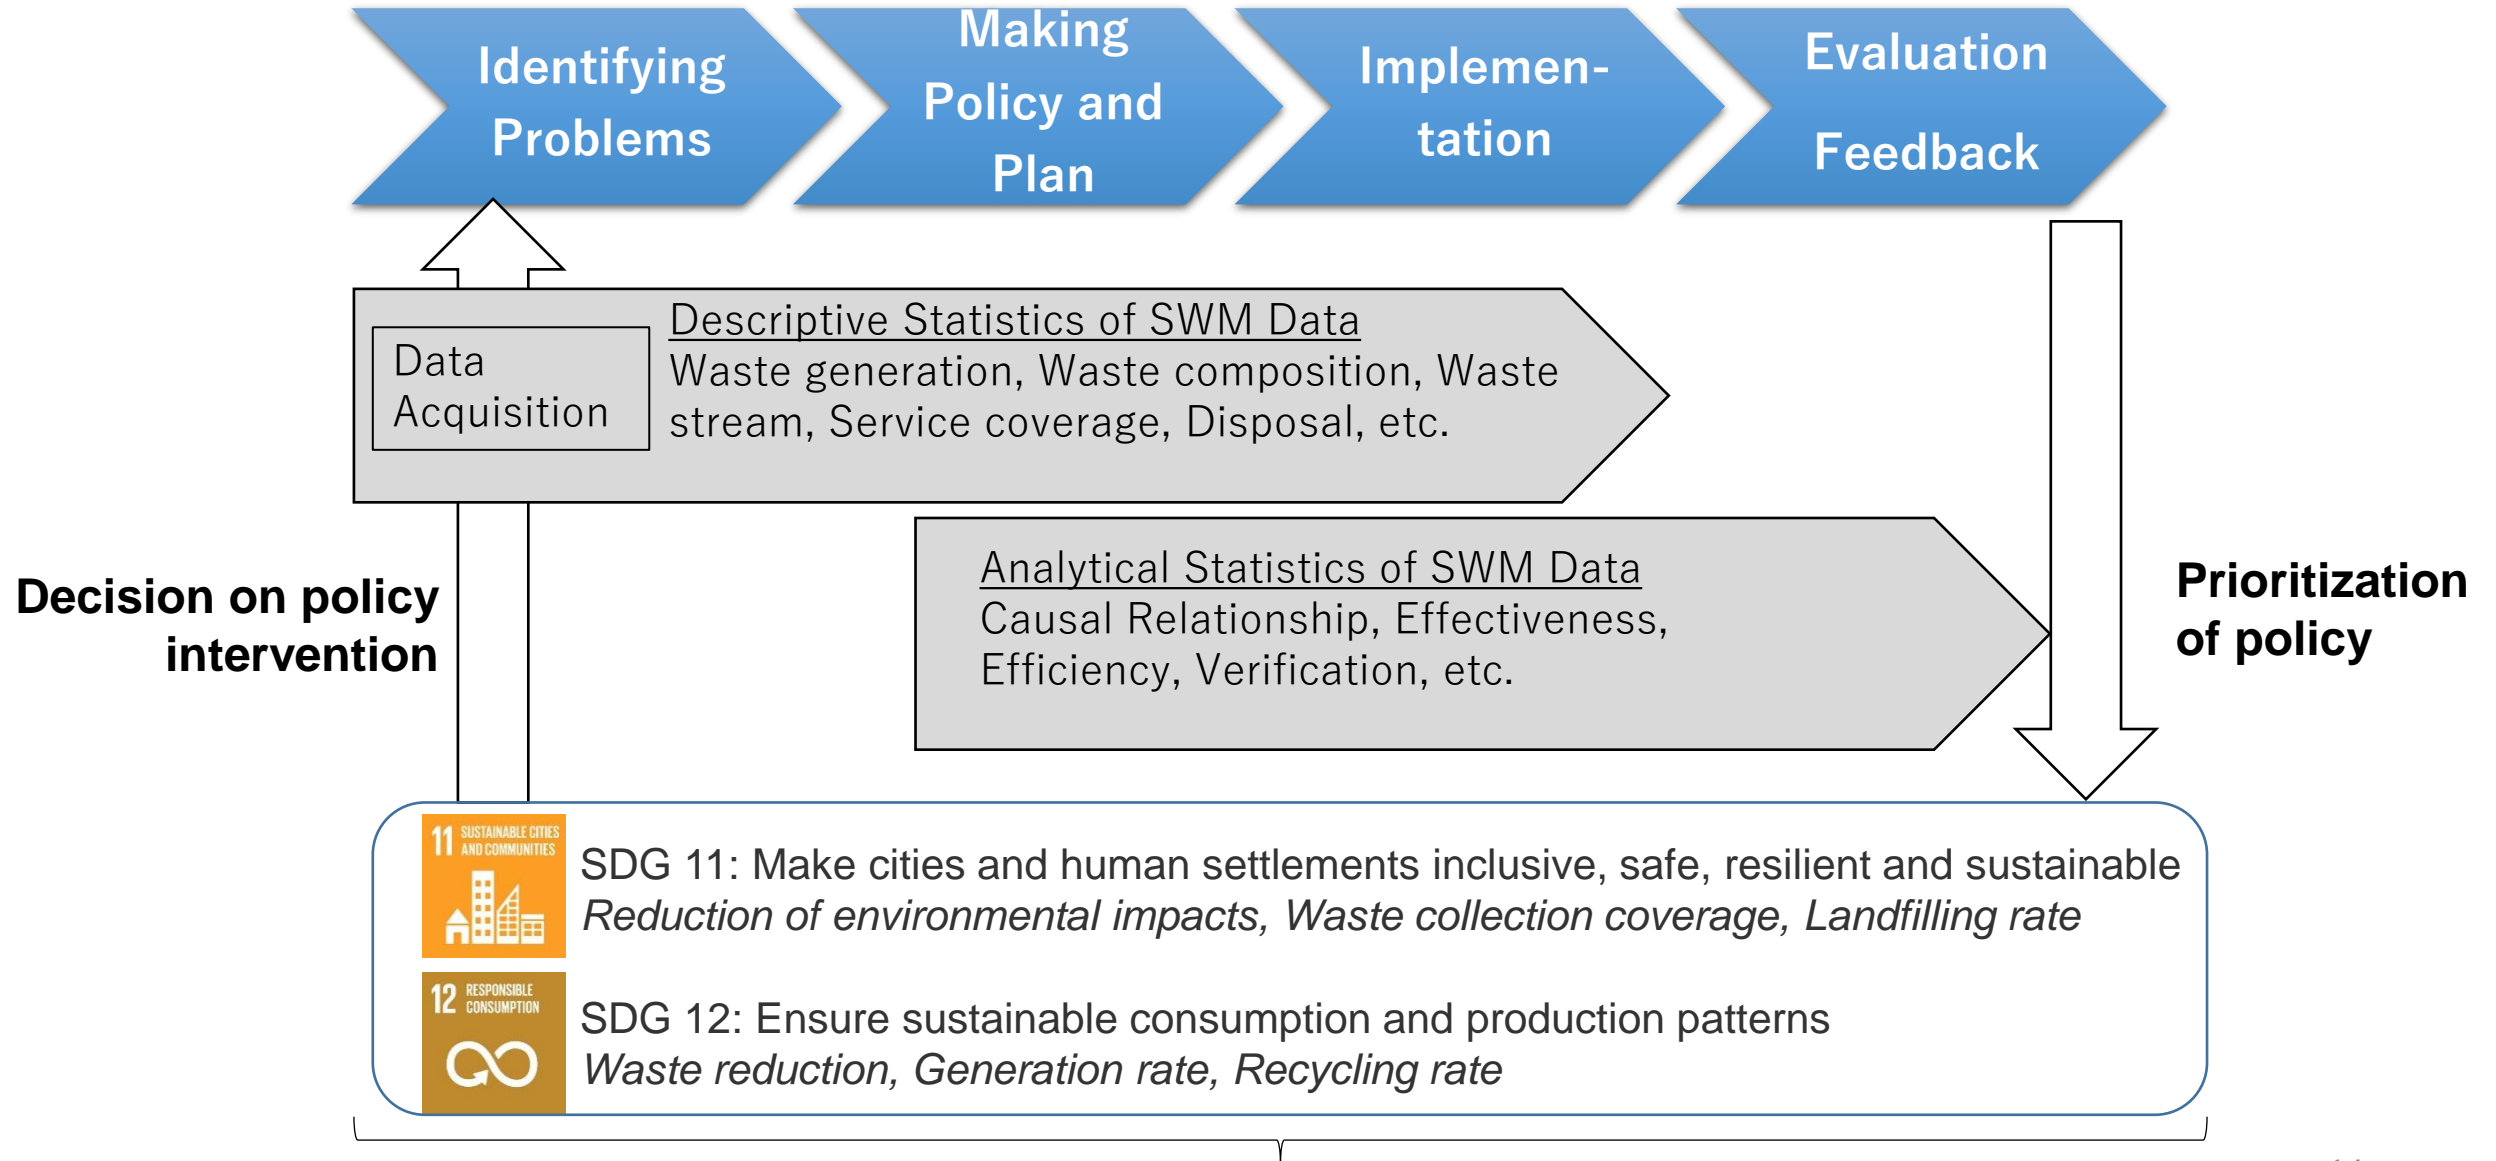 Identifying
Problems
Making
Policy and
Plan
Implemen-
tation
Evaluation
Feedback
Data
Acquisition
Descriptive Statistics of SWM Data
Waste generation, Waste composition, Waste
stream, Service coverage, Disposal, etc.
Analytical Statistics of SWM Data
Causal Relationship, Effectiveness,
Efficiency, Verification, etc.
Decision on policy
intervention
Prioritization
of policy
11 SUSTAINABLE CITIES
AND COMMUNITIES
SDG 11: Make cities and human settlements inclusive, safe, resilient and sustainable
Reduction of environmental impacts, Waste collection coverage, Landfilling rate
12 RESPONSIBLE
CONSUMPTION
SDG 12: Ensure sustainable consumption and production patterns
Waste reduction, Generation rate, Recycling rate